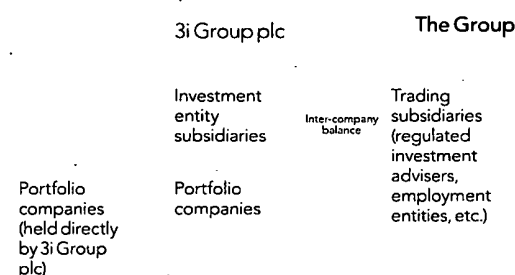 3i Group plc
The Group
Investment
entity
subsidiaries
Inter-company
balance
Trading
subsidiaries
(regulated
investment
advisers,
employment
entities, etc.)
Portfolio
companies
(held directly
by 3i Group
plc)
Portfolio
companies